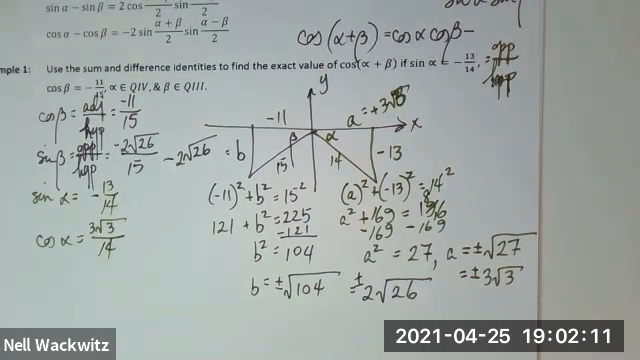 sin α − sin β = 2 cos 2 sin 2
cos α − cos β = −2 sin α + β / 2 sin α − β / 2
cos(α+β) = cos α cos β −
mple 1: Use the sum and difference identities to find the exact value of cos(α + β) if sin α = −13/14, = opp/hyp
cos β = −11/15, α ∈ QIV, & β ∈ QIII.
cos β = adj/hyp = −11/15
sin β = opp/hyp = −2√26/15
sin α = −13/14
cos α = 3√3/14
y
x
−11
a = +3√3
β
α
−2√26 = b
15
14
−13
(−11)² + b² = 15²
121 + b² = 225
−121
b² = 104
b = ±√104 = ±2√26
(a)² + (−13)² = 14²
a² + 169 = 196
−169 −169
a² = 27, a = ±√27
= ±3√3
Nell Wackwitz
2021-04-25 19:02:11